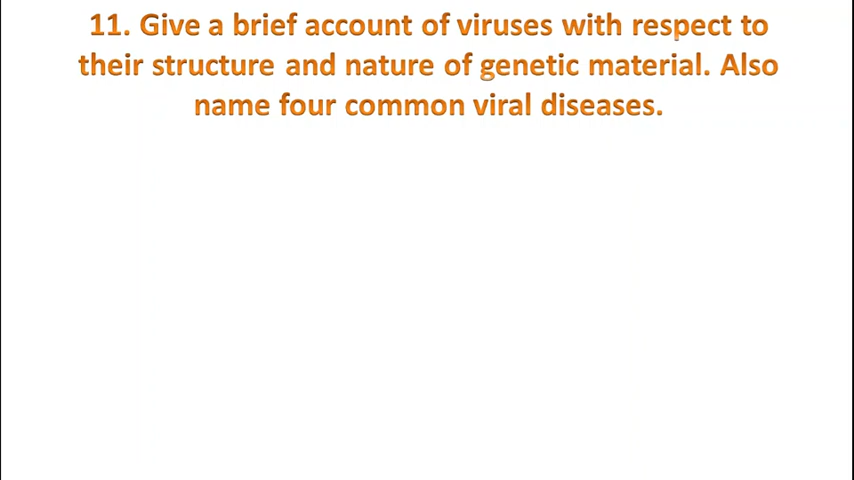 11. Give a brief account of viruses with respect to
their structure and nature of genetic material. Also
name four common viral diseases.